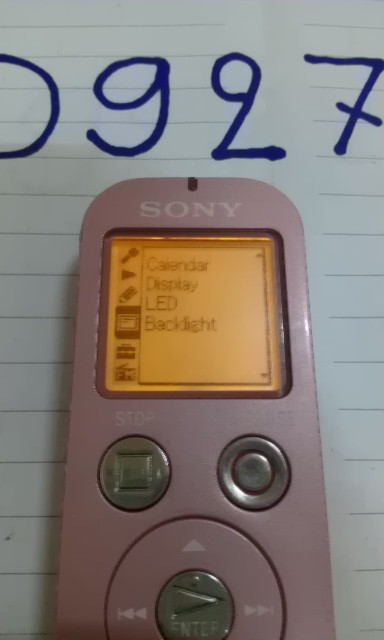 0927
SONY
Calendar
Display
LED
Backlight
STOP
ENTER